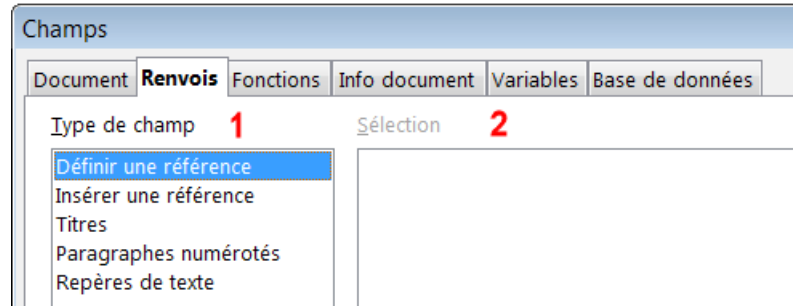 Champs
Document Renvois Fonctions Info document Variables Base de données
Type de champ 1 Sélection 2
Définir une référence
Insérer une référence
Titres
Paragraphes numérotés
Repères de texte